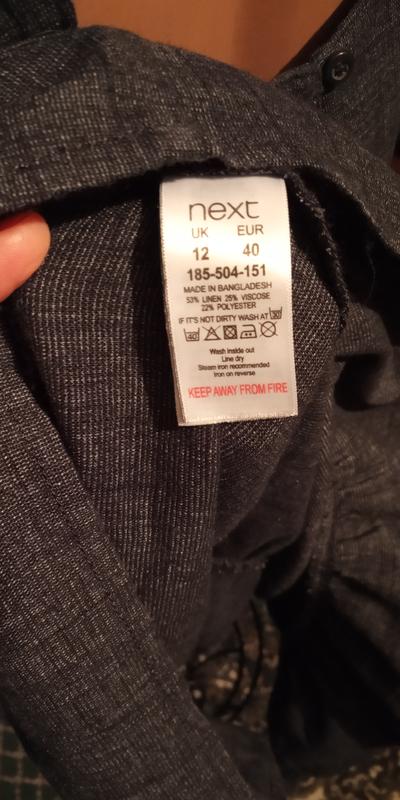 next
UK EUR
12 40
185-504-151
MADE IN BANGLADESH
53% LINEN 25% VISCOSE
22% POLYESTER
IF IT'S NOT DIRTY WASH AT 30
40
Wash inside out
Line dry
Steam iron recommended
Iron on reverse
KEEP AWAY FROM FIRE